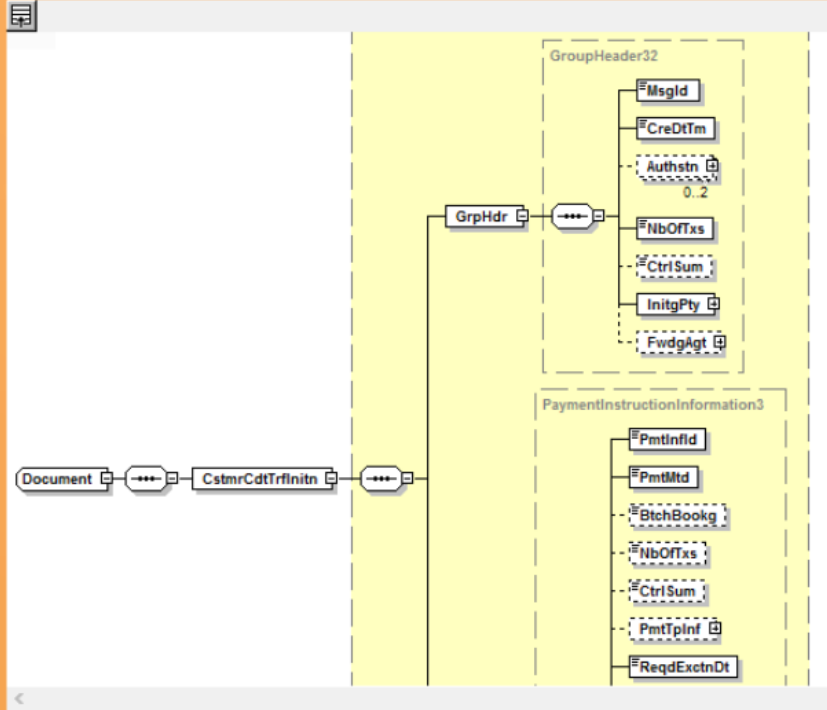 GroupHeader32
MsgId
CreDtTm
Authstn
0..2
GrpHdr
NbOfTxs
CtrlSum
InitgPty
FwdgAgt
PaymentInstructionInformation3
PmtInfId
Document
CstmrCdtTrfInitn
PmtMtd
BtchBookg
NbOfTxs
CtrlSum
PmtTpInf
ReqdExctnDt